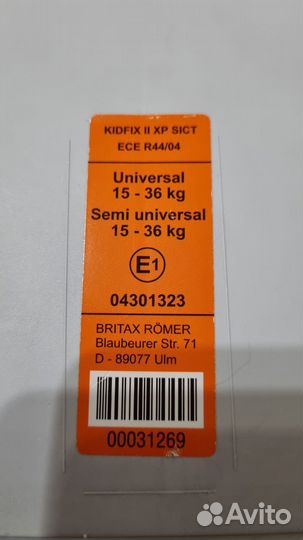 KIDFIX II XP SICT
ECE R44/04
Universal
15 - 36 kg
Semi universal
15 - 36 kg
E1
04301323
BRITAX RÖMER
Blaubeurer Str. 71
D - 89077 Ulm
00031269
Avito